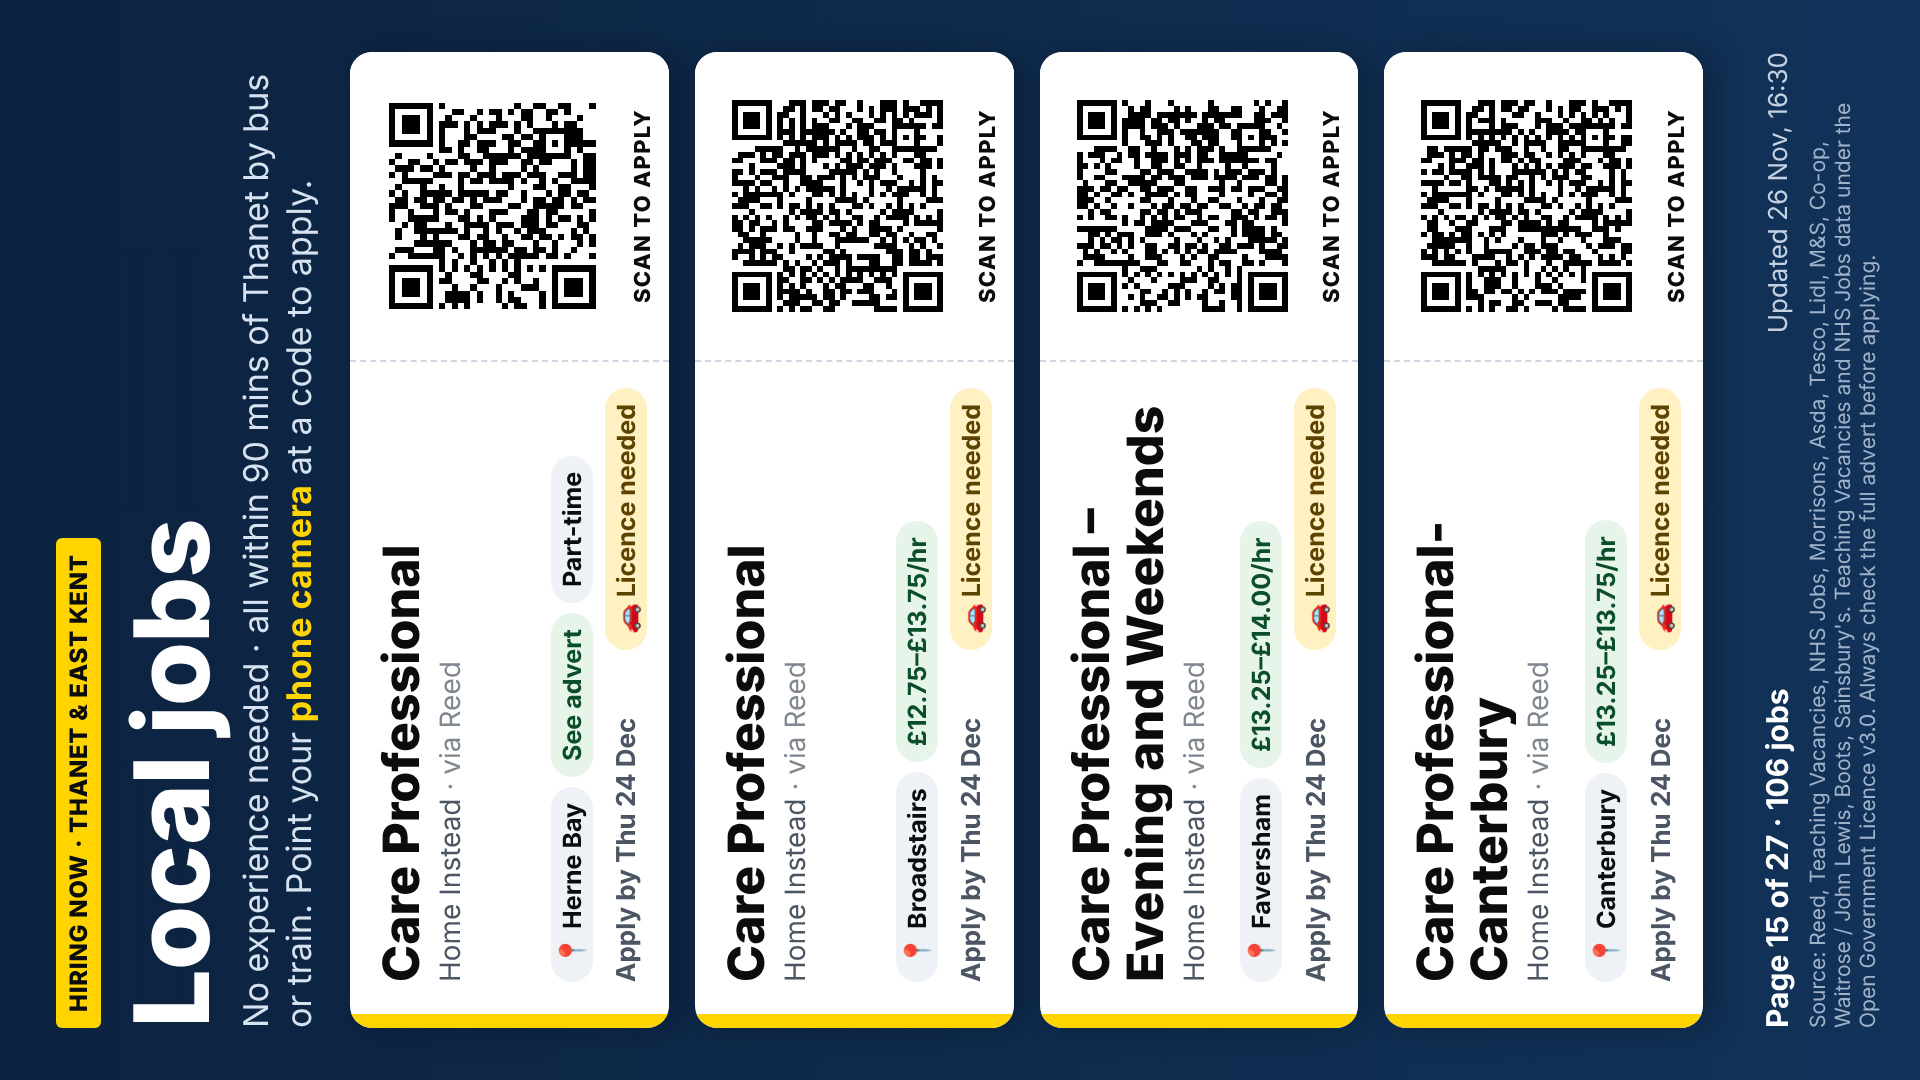 HIRING NOW · THANET & EAST KENT
Local jobs
No experience needed · all within 90 mins of Thanet by bus
or train. Point your phone camera at a code to apply.
Care Professional
Home Instead · via Reed
📍 Herne Bay
See advert
Part-time
Apply by Thu 24 Dec
🚗 Licence needed
SCAN TO APPLY
Care Professional
Home Instead · via Reed
📍 Broadstairs
£12.75–£13.75/hr
Apply by Thu 24 Dec
🚗 Licence needed
SCAN TO APPLY
Care Professional –
Evening and Weekends
Home Instead · via Reed
📍 Faversham
£13.25–£14.00/hr
Apply by Thu 24 Dec
🚗 Licence needed
SCAN TO APPLY
Care Professional-
Canterbury
Home Instead · via Reed
📍 Canterbury
£13.25–£13.75/hr
Apply by Thu 24 Dec
🚗 Licence needed
SCAN TO APPLY
Page 15 of 27 · 106 jobs
Updated 26 Nov, 16:30
Source: Reed, Teaching Vacancies, NHS Jobs, Morrisons, Asda, Tesco, Lidl, M&S, Co-op,
Waitrose / John Lewis, Boots, Sainsbury's. Teaching Vacancies and NHS Jobs data under the
Open Government Licence v3.0. Always check the full advert before applying.